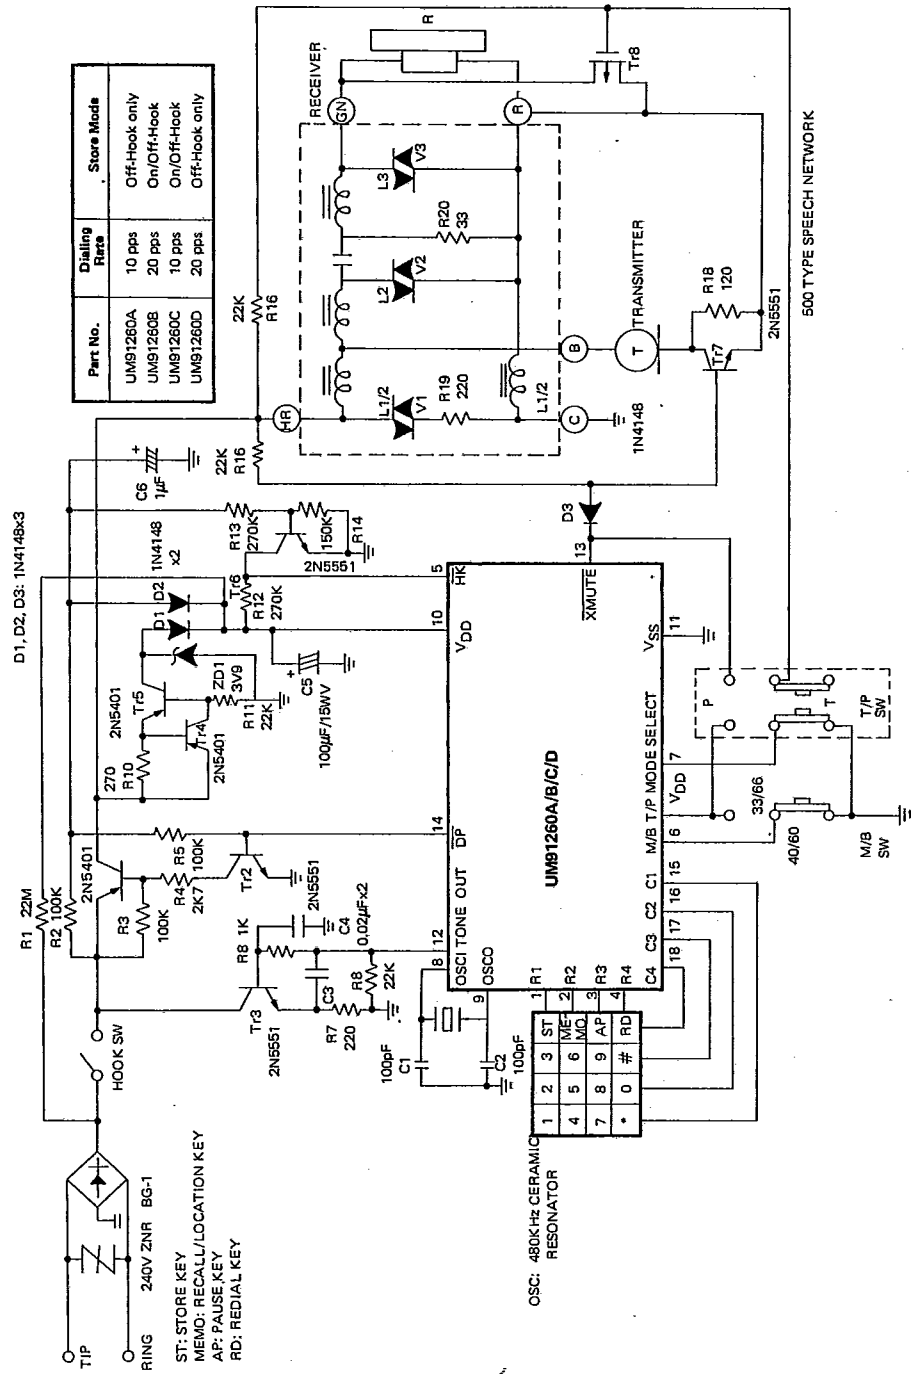 Part No. Dialing Rate Store Mode
UM91260A 10 pps Off-Hook only
UM91260B 20 pps On/Off-Hook
UM91260C 10 pps On/Off-Hook
UM91260D 20 pps Off-Hook only
D1, D2, D3: 1N4148x3
TIP
RING
240V ZNR
BG-1
HOOK SW
R1 22M
R2 100K
R3
100K
2N5401
R4
2K7
R5
100K
Tr2
2N5551
Tr3
2N5551
R8 1K
C4
0.02μFx2
C3
R7
220
R8
22K
270
R10
2N5401
Tr5
Tr4
2N5401
ZD1
3V9
R11
22K
D1
D2
1N4148
x2
C5
+
100μF/15WV
Tr6
R12
270K
R13
270K
150K
R14
2N5551
C6
1μF
+
22K
R16
22K
R16
HR
RECEIVER
GN
R
R
Tr8
L1/2
V1
R19
220
L1/2
L2
V2
R20
33
L3
V3
B
C
1N4148
T
TRANSMITTER
R18
120
Tr7
2N5551
500 TYPE SPEECH NETWORK
D3
UM91260A/B/C/D
8
OSCI
12
TONE OUT
14
DP
10
VDD
5
HK
9
OSCO
13
XMUTE
11
VSS
1
R1
2
R2
3
R3
4
R4
18
C4
17
C3
16
C2
15
C1
6
M/B
T/P
VDD
MODE SELECT
7
100pF
C1
C2
100pF
1 2 3 ST
4 5 6 ME-MO
7 8 9 AP
* 0 # RD
OSC: 480KHz CERAMIC
RESONATOR
33/66
40/60
M/B
SW
P
T
T/P
SW
ST: STORE KEY
MEMO: RECALL/LOCATION KEY
AP: PAUSE KEY
RD: REDIAL KEY